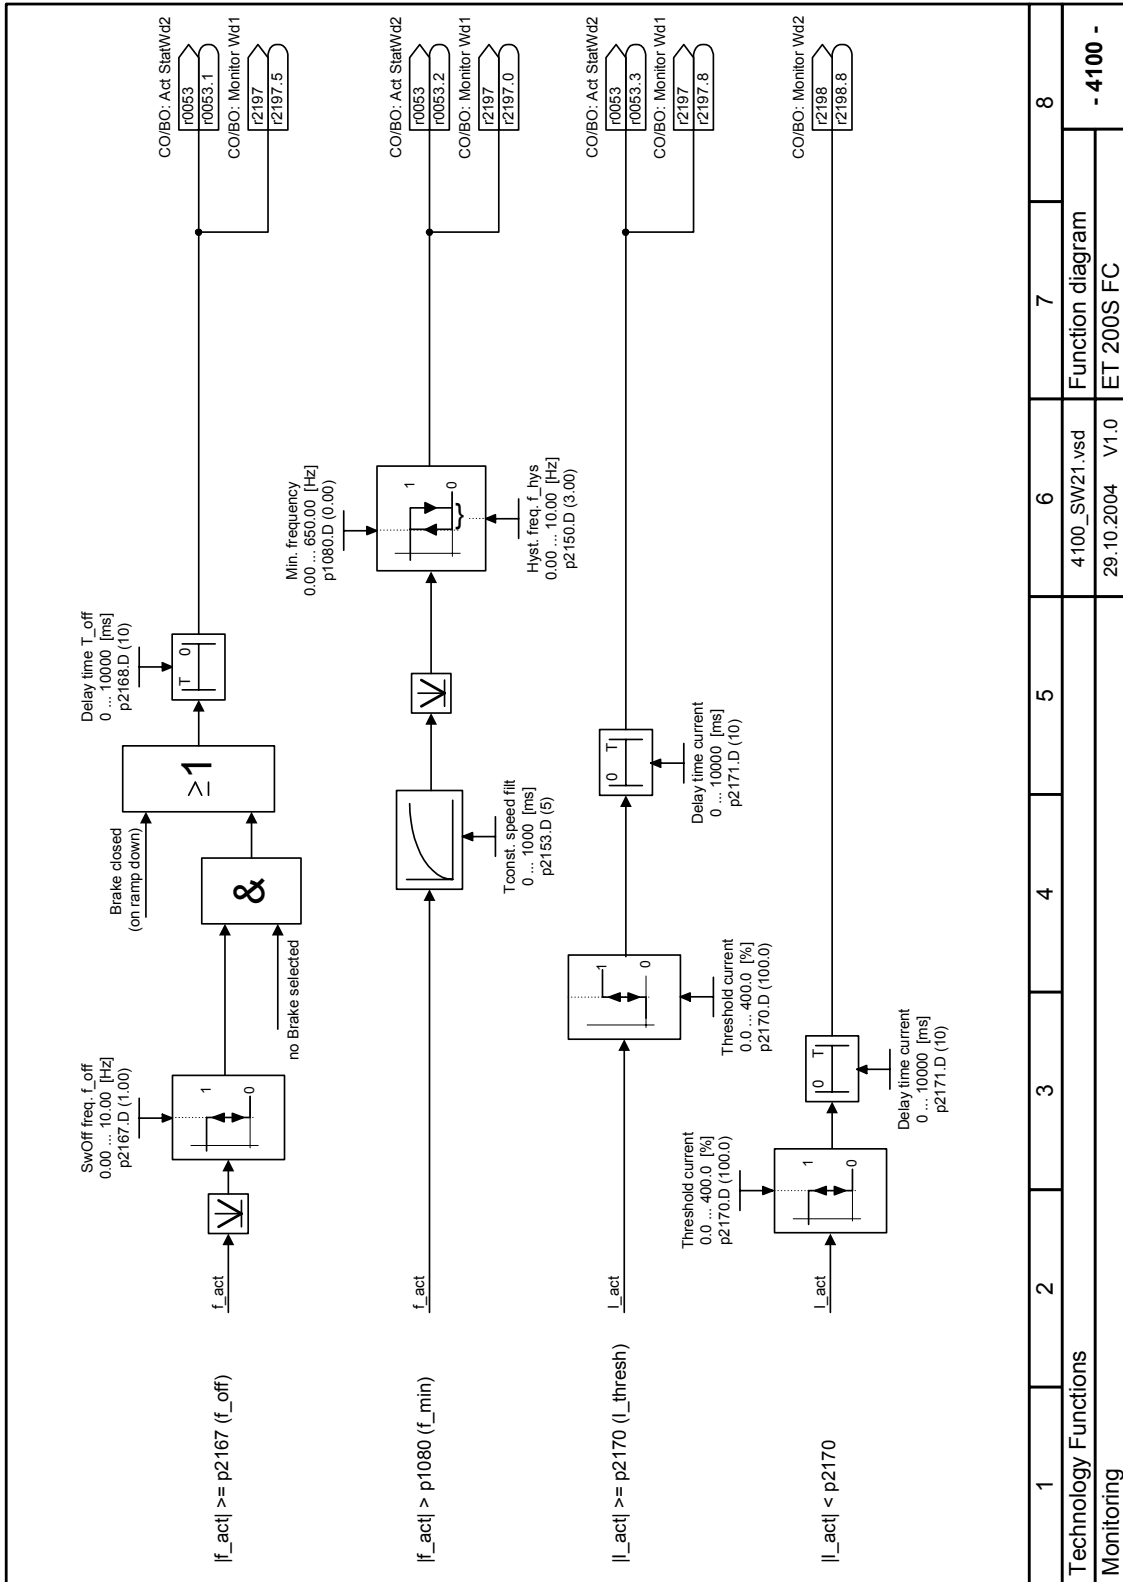 |f_act| >= p2167 (f_off)
f_act
SwOff freq. f_off
0.00 ... 10.00 [Hz]
p2167.D (1.00)
1
0
no Brake selected
&
Brake closed
(on ramp down)
≥1
Delay time T_off
0 ... 10000 [ms]
p2168.D (10)
T 0
CO/BO: Act StatWd2
r0053
r0053.1
CO/BO: Monitor Wd1
r2197
r2197.5
|f_act| > p1080 (f_min)
f_act
Tconst. speed filt
0 ... 1000 [ms]
p2153.D (5)
Min. frequency
0.00 ... 650.00 [Hz]
p1080.D (0.00)
1
0
}
Hyst. freq. f_hys
0.00 ... 10.00 [Hz]
p2150.D (3.00)
CO/BO: Act StatWd2
r0053
r0053.2
CO/BO: Monitor Wd1
r2197
r2197.0
|I_act| >= p2170 (I_thresh)
I_act
1
0
Threshold current
0.0 ... 400.0 [%]
p2170.D (100.0)
0 T
Delay time current
0 ... 10000 [ms]
p2171.D (10)
CO/BO: Act StatWd2
r0053
r0053.3
CO/BO: Monitor Wd1
r2197
r2197.8
|I_act| < p2170
I_act
Threshold current
0.0 ... 400.0 [%]
p2170.D (100.0)
1
0
0 T
Delay time current
0 ... 10000 [ms]
p2171.D (10)
CO/BO: Monitor Wd2
r2198
r2198.8
1 2 3 4 5 6 7 8
Technology Functions 4100_SW21.vsd Function diagram
Monitoring 29.10.2004 V1.0 ET 200S FC
- 4100 -